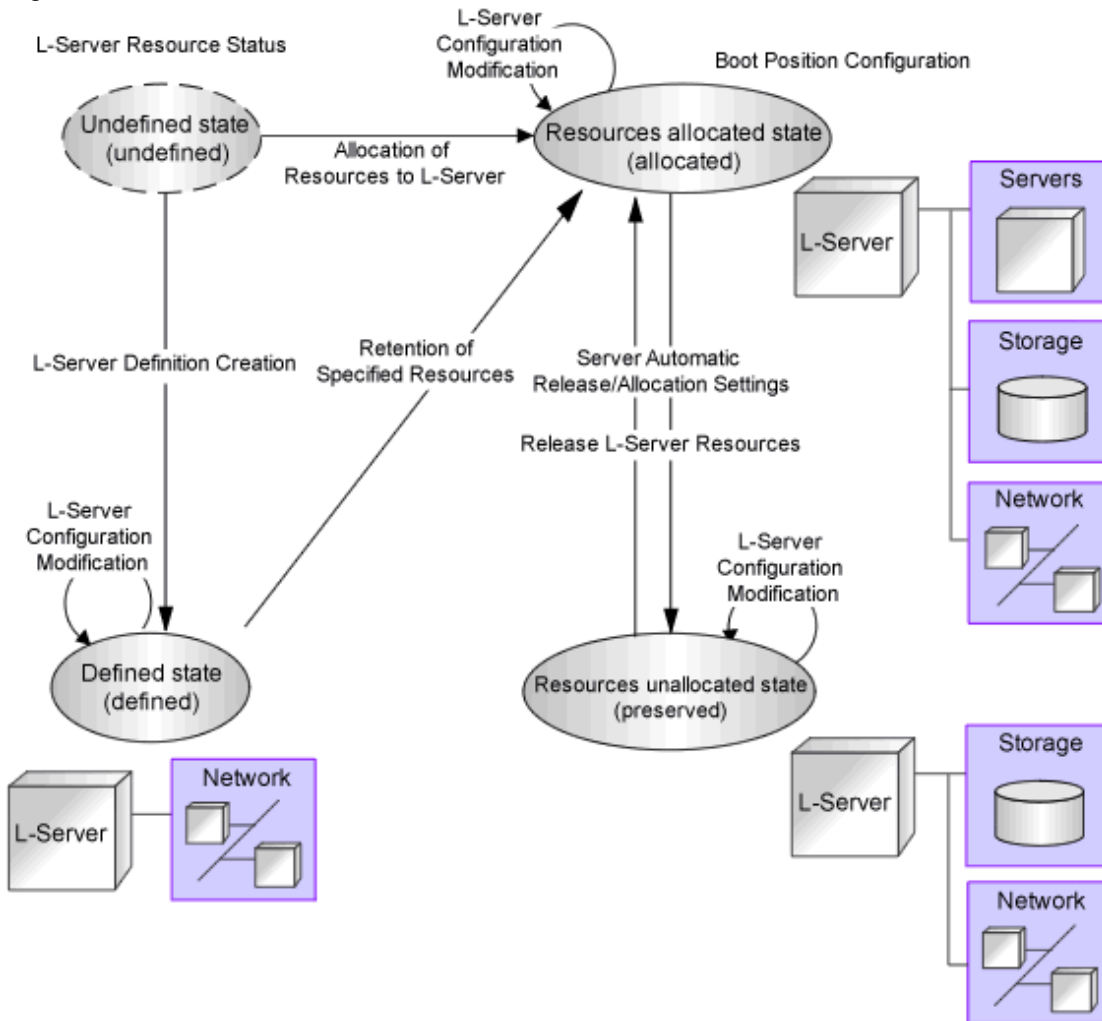 L-Server Resource Status
L-Server
Configuration
Modification
Boot Position Configuration
Undefined state
(undefined)
Allocation of
Resources to L-Server
Resources allocated state
(allocated)
L-Server
Servers
Storage
Network
L-Server Definition Creation
Retention of
Specified Resources
Server Automatic
Release/Allocation Settings
Release L-Server Resources
L-Server
Configuration
Modification
L-Server
Configuration
Modification
Defined state
(defined)
Resources unallocated state
(preserved)
L-Server
Network
L-Server
Storage
Network